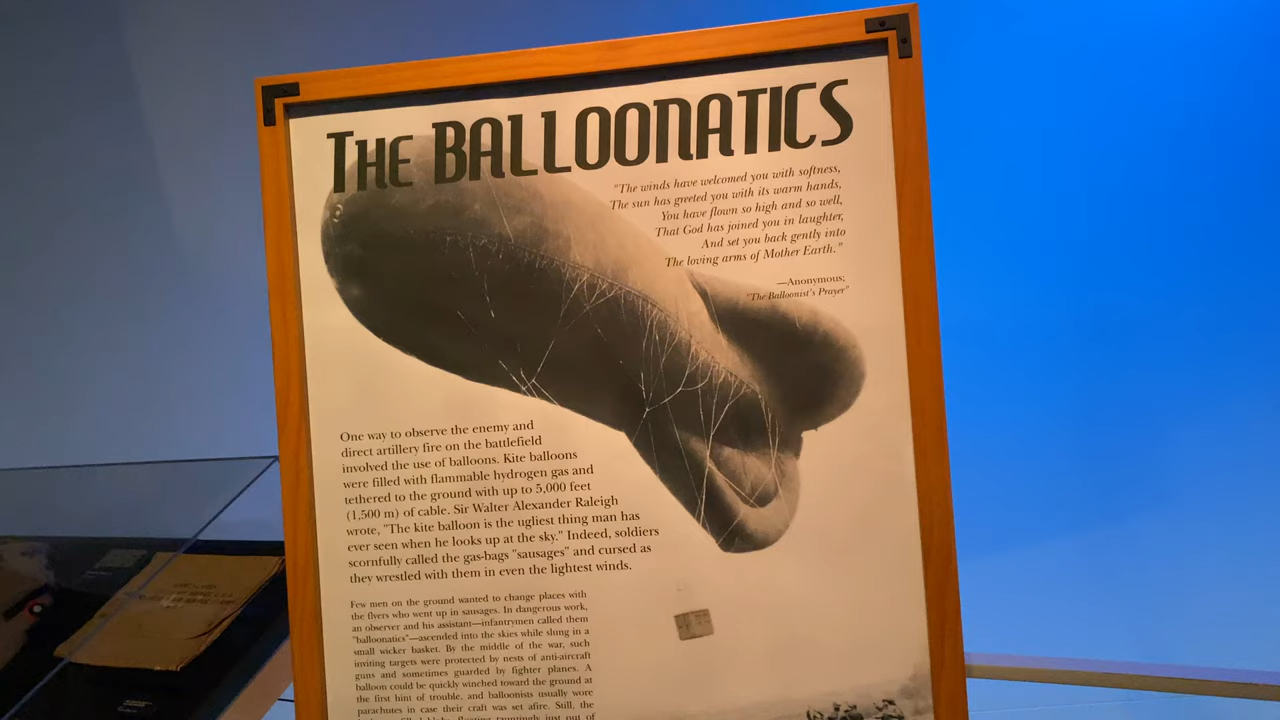 THE BALLOONATICS
"The winds have welcomed you with softness,
The sun has greeted you with its warm hands,
You have flown so high and so well,
That God has joined you in laughter,
And set you back gently into
The loving arms of Mother Earth."
—Anonymous;
"The Balloonist's Prayer"
One way to observe the enemy and
direct artillery fire on the battlefield
involved the use of balloons. Kite balloons
were filled with flammable hydrogen gas and
tethered to the ground with up to 5,000 feet
(1,500 m) of cable. Sir Walter Alexander Raleigh
wrote, "The kite balloon is the ugliest thing man has
ever seen when he looks up at the sky." Indeed, soldiers
scornfully called the gas-bags "sausages" and cursed as
they wrestled with them in even the lightest winds.
Few men on the ground wanted to change places with
the flyers who went up in sausages. In dangerous work,
an observer and his assistant—infantrymen called them
"balloonatics"—ascended into the skies while slung in a
small wicker basket. By the middle of the war, such
inviting targets were protected by nests of anti-aircraft
guns and sometimes guarded by fighter planes. A
balloon could be quickly winched toward the ground at
the first hint of trouble, and balloonists usually wore
parachutes in case their craft was set afire. Still, the
floating tauntingly just out of